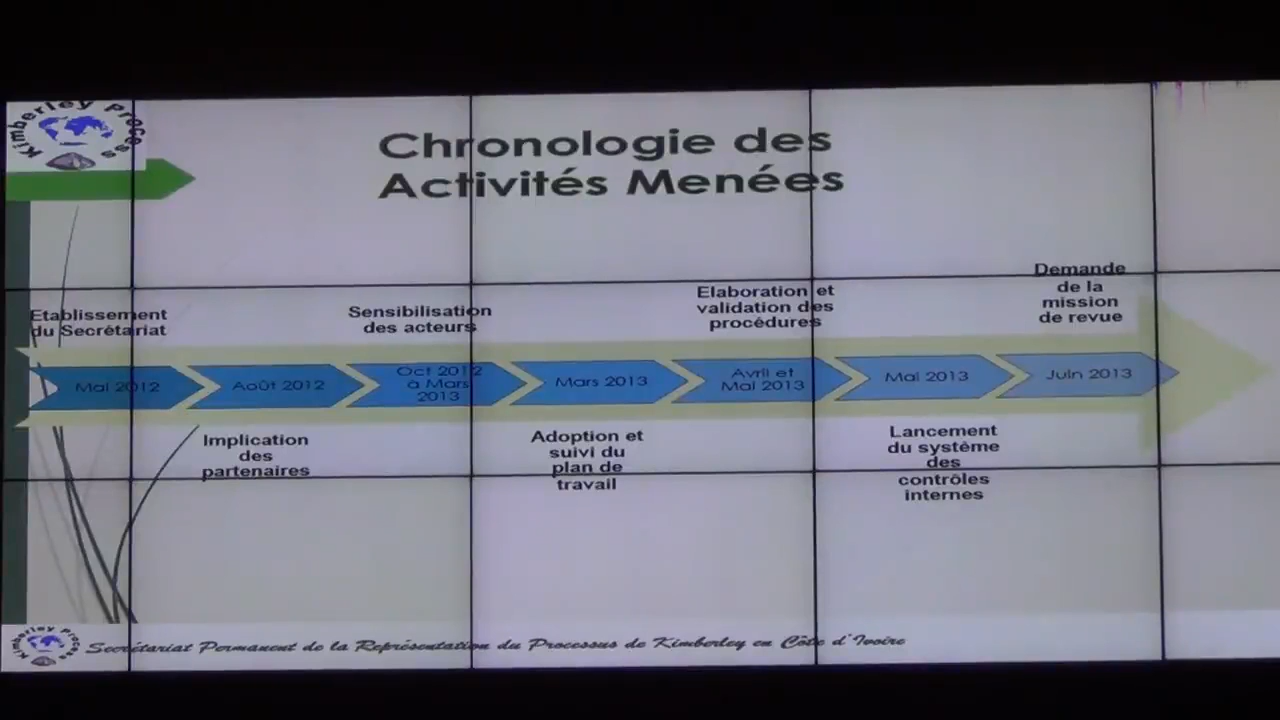 Kimberley Process
Chronologie des
Activités Menées
Etablissement
du Secrétariat
Sensibilisation
des acteurs
Elaboration et
validation des
procédures
Demande
de la
mission
de revue
Mai 2012
Août 2012
Oct 2012
à Mars
2013
Mars 2013
Avril et
Mai 2013
Mai 2013
Juin 2013
Implication
des
partenaires
Adoption et
suivi du
plan de
travail
Lancement
du système
des
contrôles
internes
Kimberley Process
Secrétariat Permanent de la Représentation du Processus de Kimberley en Côte d'Ivoire